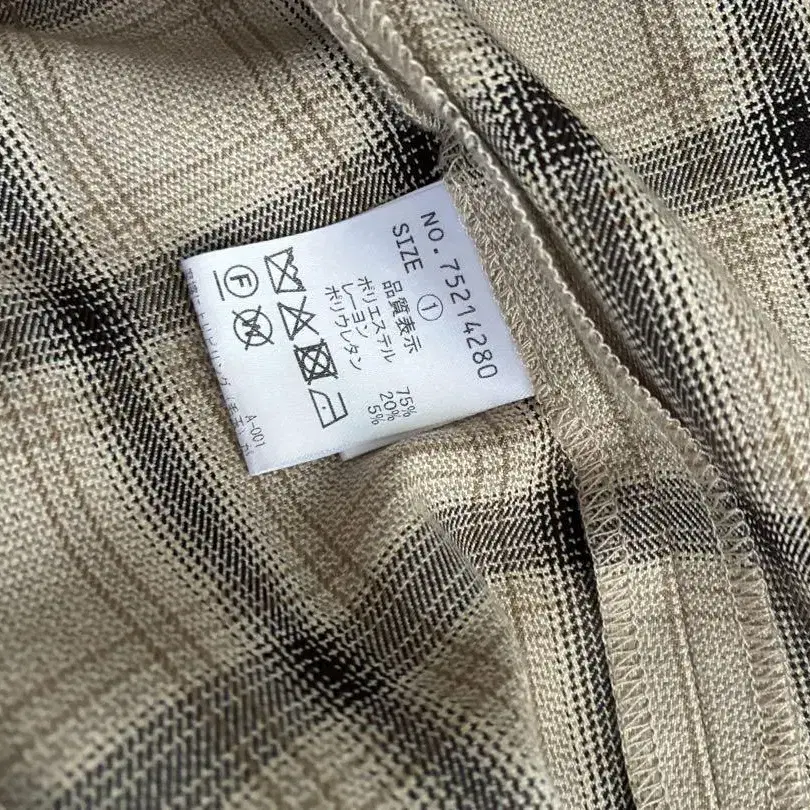 NO. 75214280
SIZE ①
品質表示
ポリエステル 75%
レーヨン 20%
ポリウレタン 5%
F
W
A-001